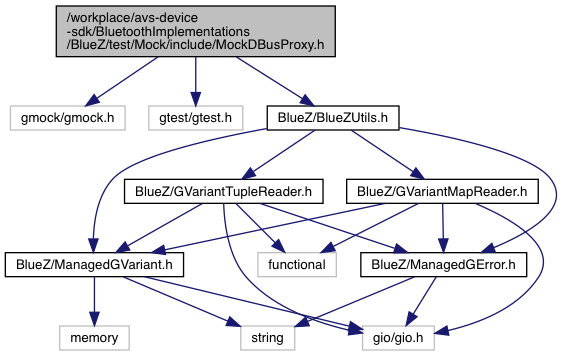 /workplace/avs-device
-sdk/BluetoothImplementations
/BlueZ/test/Mock/include/MockDBusProxy.h
gmock/gmock.h
gtest/gtest.h
BlueZ/BlueZUtils.h
BlueZ/GVariantTupleReader.h
BlueZ/GVariantMapReader.h
BlueZ/ManagedGVariant.h
functional
BlueZ/ManagedGError.h
memory
string
gio/gio.h